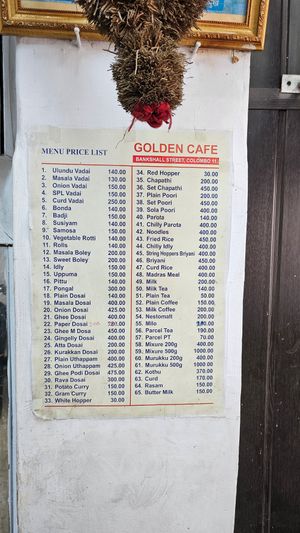 MENU PRICE LIST
GOLDEN CAFE
BANKSHALL STREET, COLOMBO 11.
1. Ulundu Vadai 140.00
2. Masala Vadai 130.00
3. Onion Vadai 150.00
4. SPL Vadai 150.00
5. Curd Vadai 250.00
6. Bonda 140.00
7. Badji 150.00
8. Susiyam 140.00
9. Samosa 150.00
10. Vegetable Rotti 140.00
11. Rolls 140.00
12. Masala Boley 200.00
13. Sweet Boley 200.00
14. Idly 150.00
15. Uppuma 150.00
16. Pittu 140.00
17. Pongal 300.00
18. Plain Dosai 140.00
19. Masala Dosai 400.00
20. Onion Dosai 425.00
21. Ghee Dosai 400.00
22. Paper Dosai
23. Ghee M Dosa 450.00
24. Gingelly Dosai 400.00
25. Atta Dosai 200.00
26. Kurakkan Dosai 200.00
27. Plain Uthappam 400.00
28. Onion Uthappam 425.00
29. Ghee Podi Dosai 475.00
30. Rava Dosai 300.00
31. Potato Curry 150.00
32. Gram Curry 150.00
33. White Hopper 30.00
34. Red Hopper 30.00
35. Chapathi 200.00
36. Set Chapathi 450.00
37. Plain Poori 200.00
38. Set Poori 450.00
39. Sola Poori 400.00
40. Parota 140.00
41. Chilly Parota 400.00
42. Noodles 400.00
43. Fried Rice 450.00
44. Chilly Idly 400.00
45. String Hoppers Briyani 400.00
46. Briyani 450.00
47. Curd Rice 400.00
48. Madras Meal 400.00
49. Milk 200.00
50. Milk Tea 140.00
51. Plain Tea 50.00
52. Plain Coffee 150.00
53. Milk Coffee 200.00
54. Nestomalt 200.00
55. Milo
56. Parcel Tea 190.00
57. Parcel PT 70.00
58. Mixure 200g 400.00
59. Mixure 500g 1000.00
60. Murukku 200g 400.00
61. Murukku 500g 1000.00
62. Kothu 370.00
63. Curd 170.00
64. Rasam 150.00
65. Butter Milk 150.00